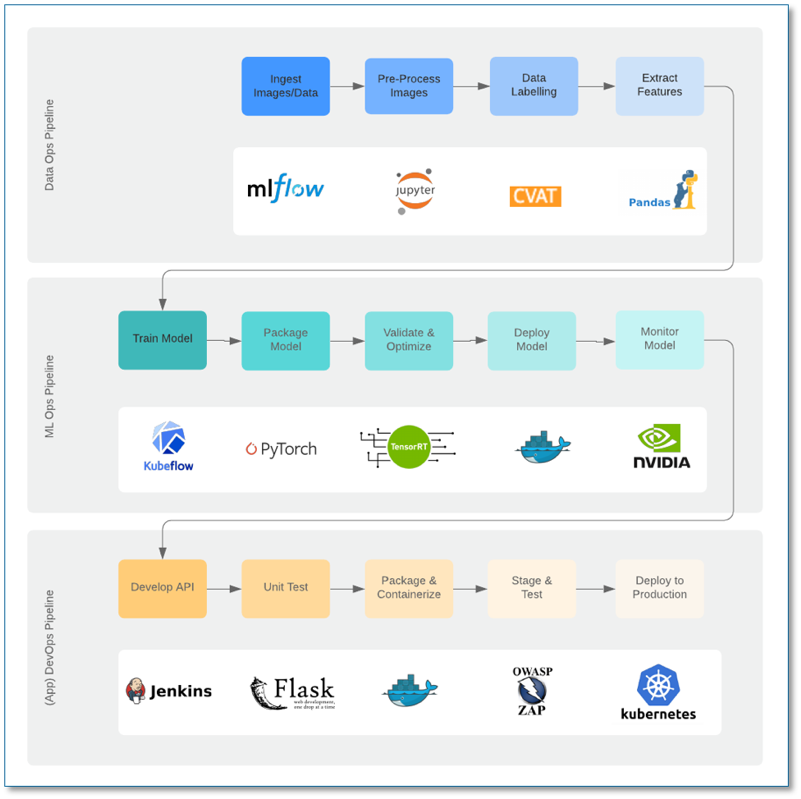 Data Ops Pipeline
Ingest
Images/Data
Pre-Process
Images
Data
Labelling
Extract
Features
mlflow
jupyter
CVAT
Pandas
ML Ops Pipeline
Train Model
Package
Model
Validate &
Optimize
Deploy
Model
Monitor
Model
Kubeflow
PyTorch
TensorRT
NVIDIA
(App) DevOps Pipeline
Develop API
Unit Test
Package &
Containerize
Stage &
Test
Deploy to
Production
Jenkins
Flask
web development,
one drop at a time
OWASP
ZAP
kubernetes